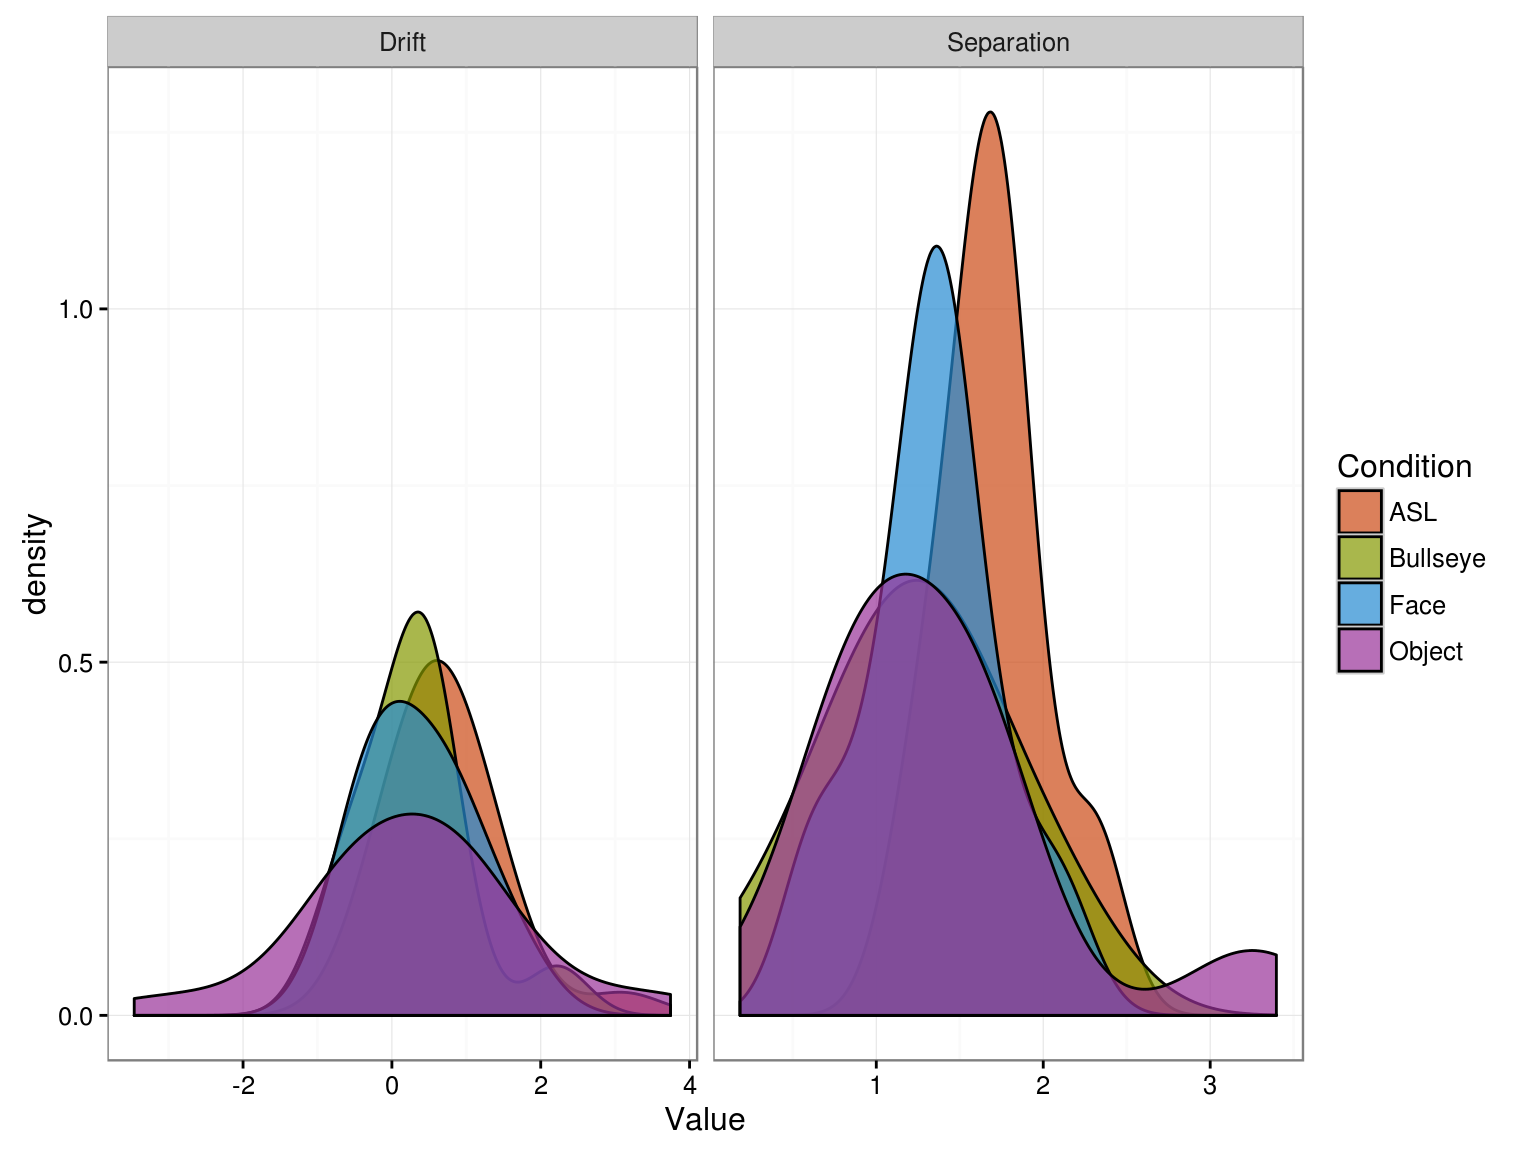 Drift
Separation
density
1.0
0.5
0.0
-2 0 2 4
1 2 3
Value
Condition
ASL
Bullseye
Face
Object